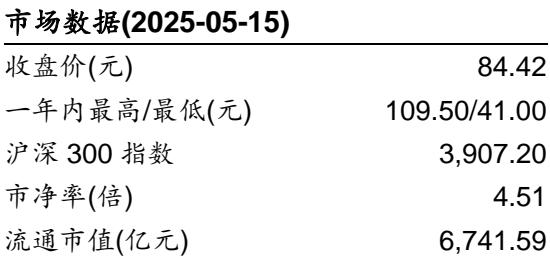 市场数据(2025-05-15)
收盘价(元) 84.42
一年内最高/最低(元) 109.50/41.00
沪深 300 指数 3,907.20
市净率(倍) 4.51
流通市值(亿元) 6,741.59